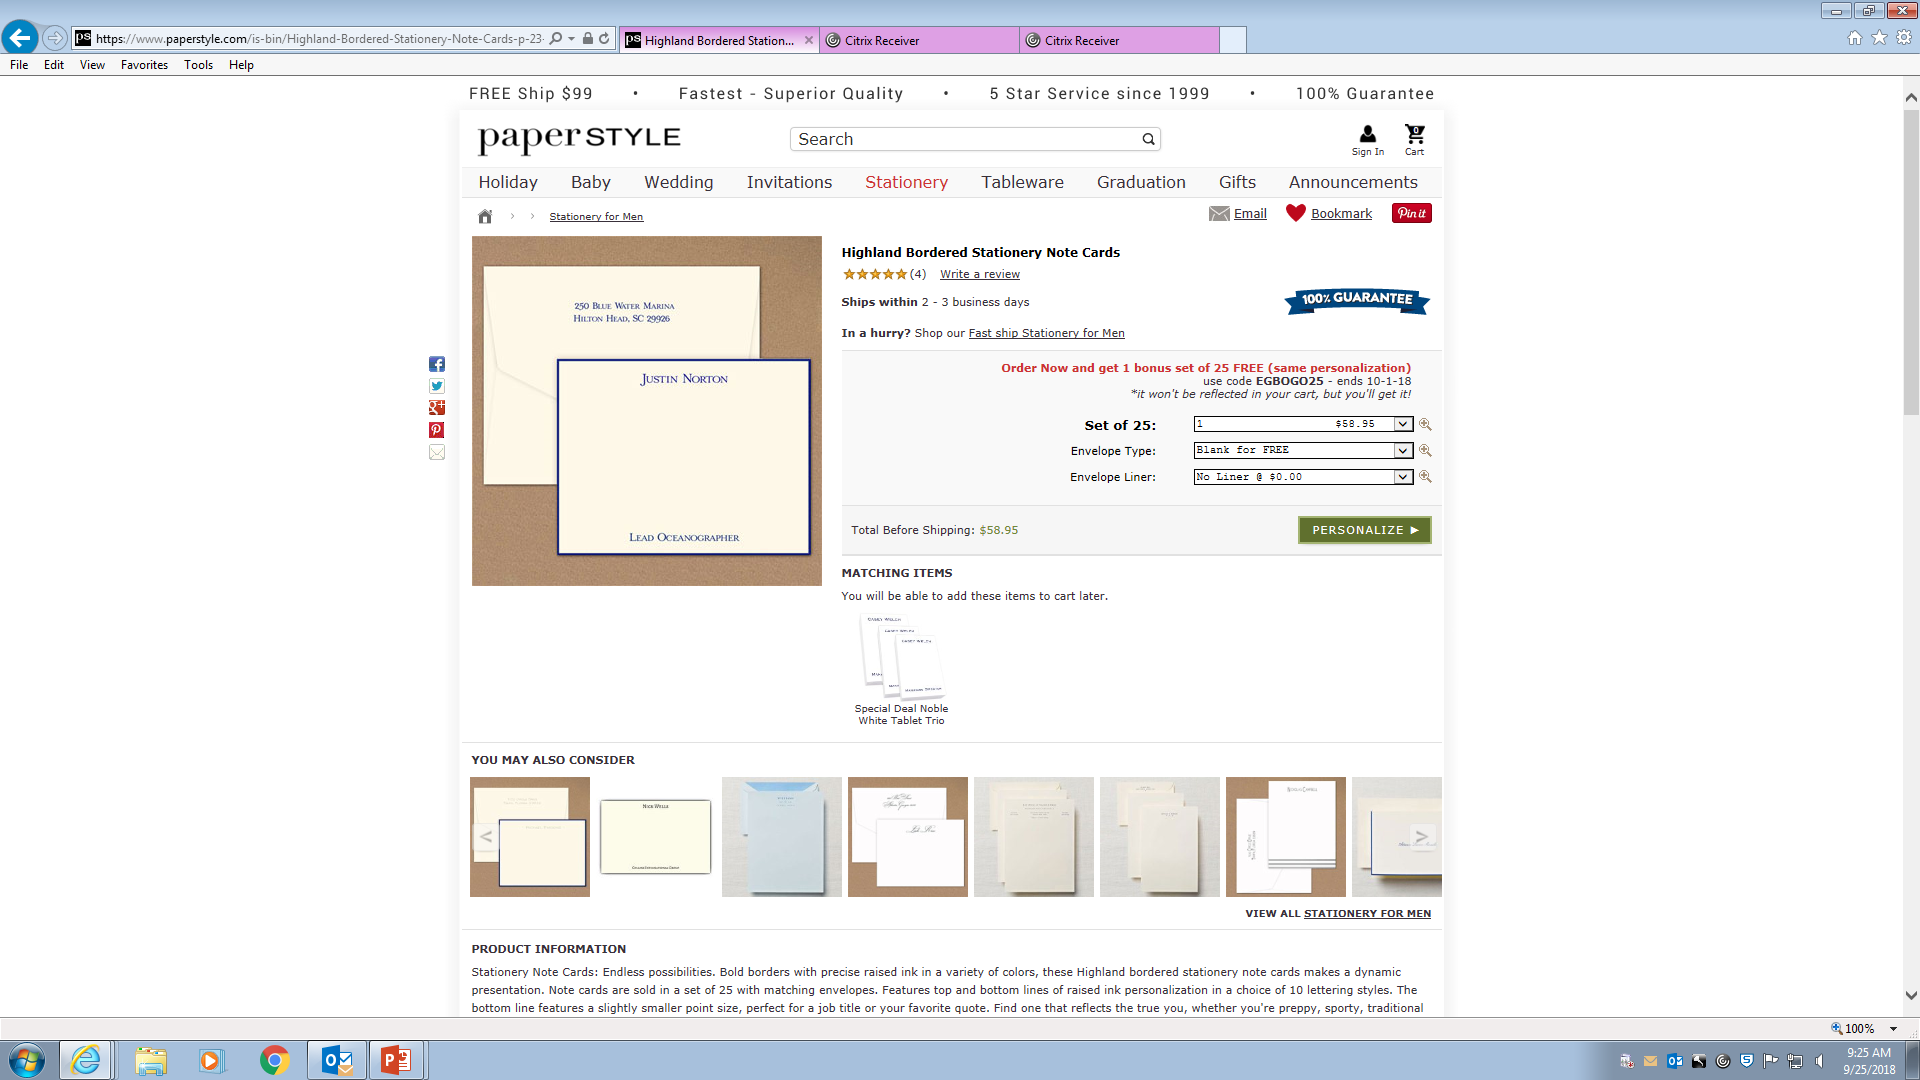 https://www.paperstyle.com/is-bin/Highland-Bordered-Stationery-Note-Cards-p-23-
Highland Bordered Station...
Citrix Receiver
Citrix Receiver
File Edit View Favorites Tools Help
FREE Ship $99 • Fastest - Superior Quality • 5 Star Service since 1999 • 100% Guarantee
paper STYLE
Search
0
Sign In
Cart
Holiday Baby Wedding Invitations Stationery Tableware Graduation Gifts Announcements
> > Stationery for Men
Email
Bookmark
Pin it
250 Blue Water Marina
Hilton Head, SC 29926
Justin Norton
Lead Oceanographer
Highland Bordered Stationery Note Cards
(4) Write a review
Ships within 2 - 3 business days
100% GUARANTEE
In a hurry? Shop our Fast ship Stationery for Men
Order Now and get 1 bonus set of 25 FREE (same personalization)
use code EGBOGO25 - ends 10-1-18
*it won't be reflected in your cart, but you'll get it!
Set of 25: 1 $58.95
Envelope Type: Blank for FREE
Envelope Liner: No Liner @ $0.00
Total Before Shipping: $58.95
PERSONALIZE ►
MATCHING ITEMS
You will be able to add these items to cart later.
Casey Welch
Casey Welch
Casey Welch
Special Deal Noble
White Tablet Trio
YOU MAY ALSO CONSIDER
<
Nick Wells
>
VIEW ALL STATIONERY FOR MEN
PRODUCT INFORMATION
Stationery Note Cards: Endless possibilities. Bold borders with precise raised ink in a variety of colors, these Highland bordered stationery note cards makes a dynamic
presentation. Note cards are sold in a set of 25 with matching envelopes. Features top and bottom lines of raised ink personalization in a choice of 10 lettering styles. The
bottom line features a slightly smaller point size, perfect for a job title or your favorite quote. Find one that reflects the true you, whether you're preppy, sporty, traditional
100%
9:25 AM
9/25/2018